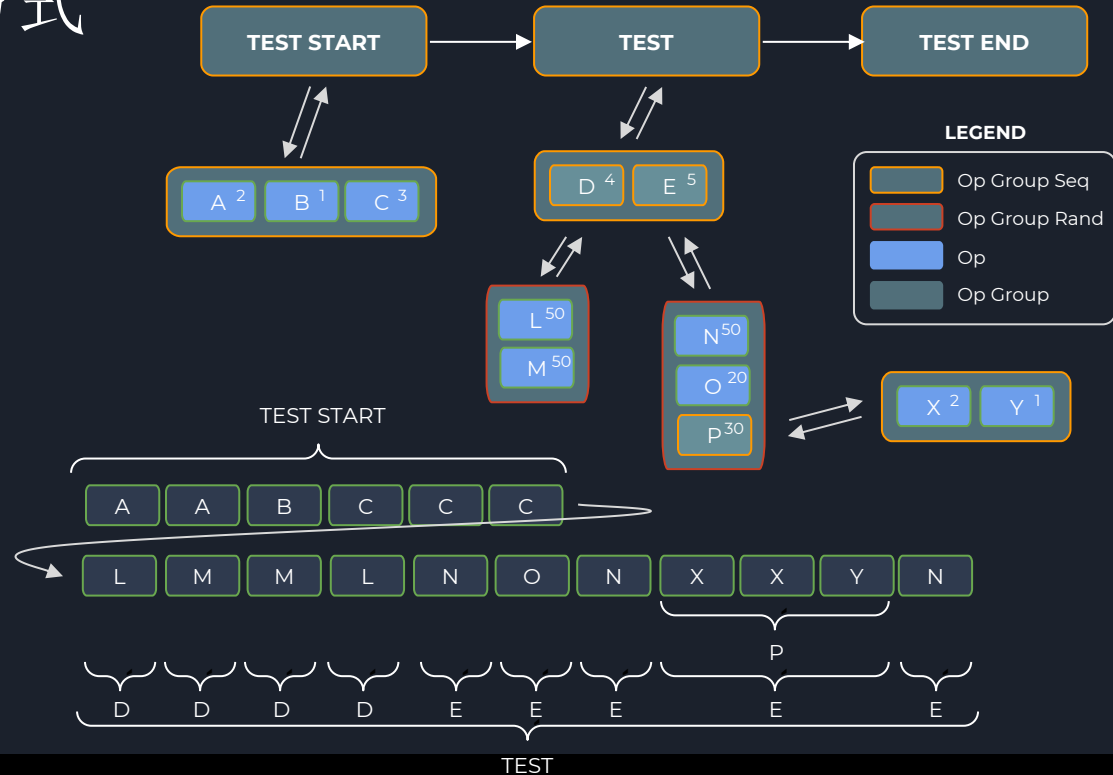 式
TEST START
TEST
TEST END
LEGEND
Op Group Seq
Op Group Rand
Op
Op Group
A 2
B 1
C 3
D 4
E 5
L 50
M 50
N 50
O 20
P 30
X 2
Y 1
TEST START
A A B C C C
L M M L N O N X X Y N
P
D D D D E E E E E
TEST